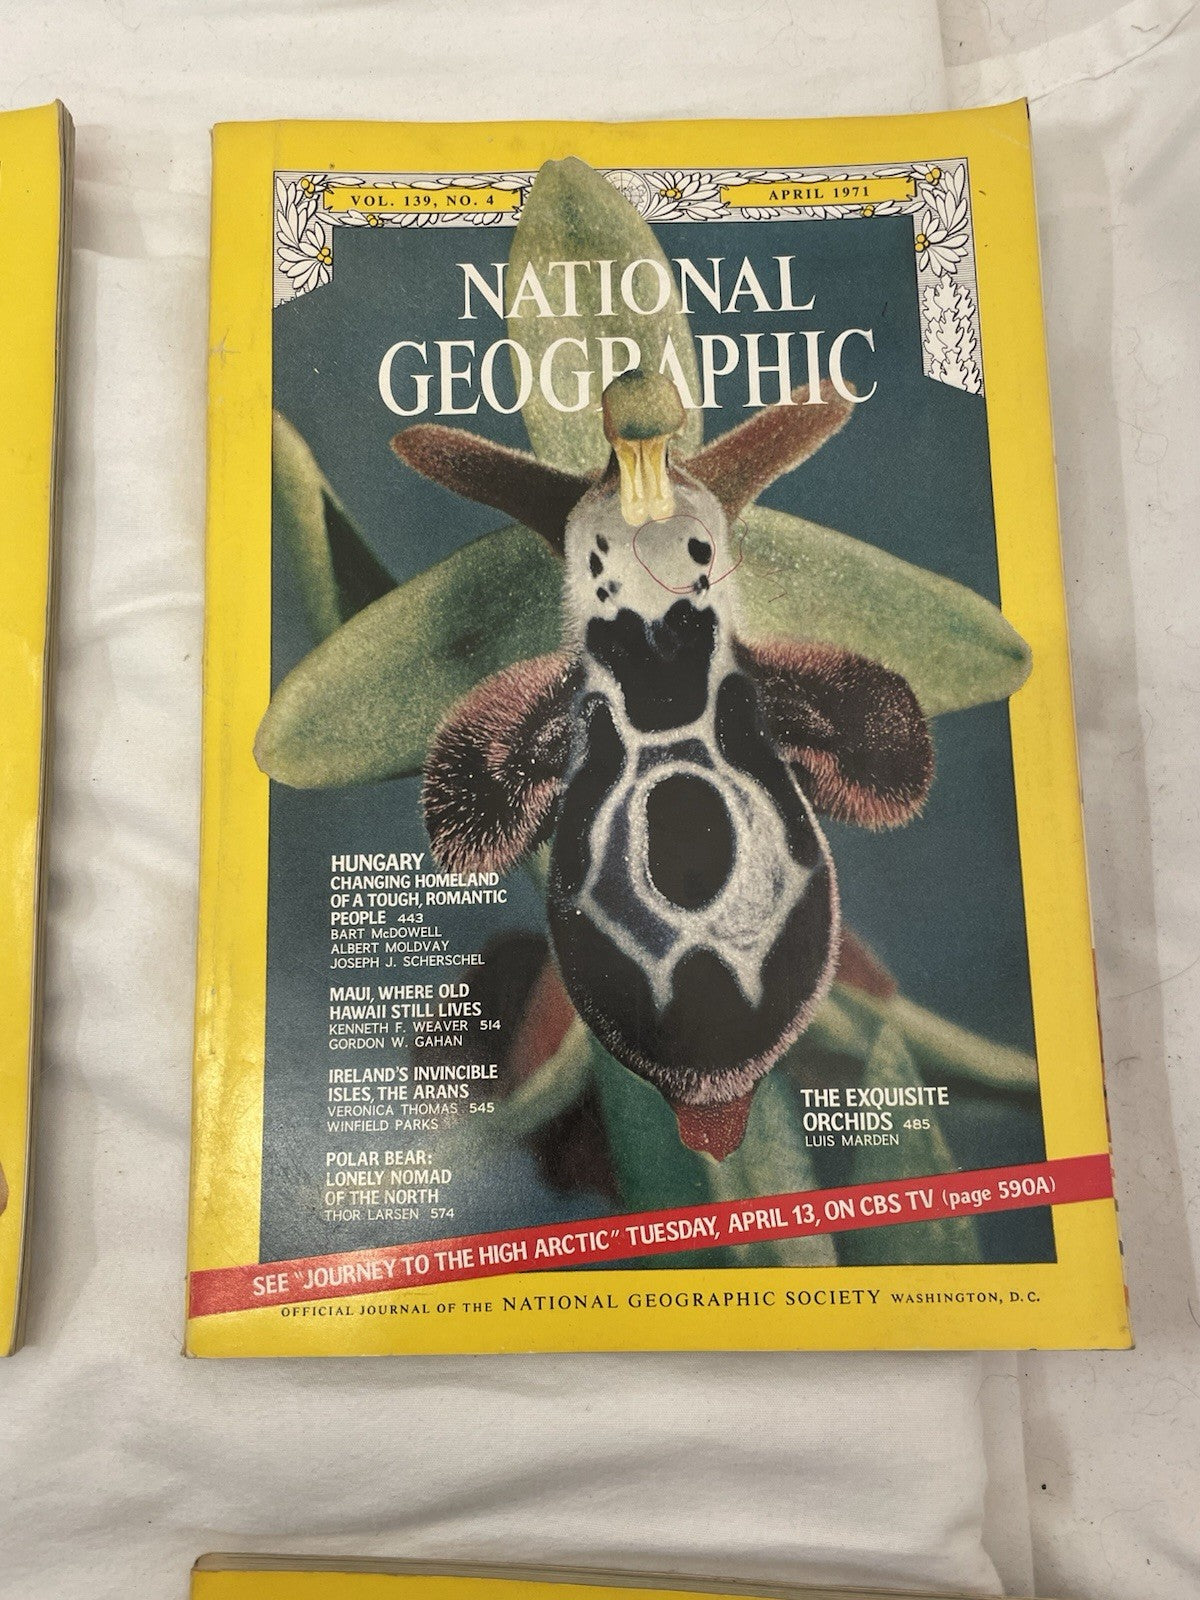 VOL. 139, NO. 4
APRIL 1971
NATIONAL
GEOGRAPHIC
HUNGARY
CHANGING HOMELAND
OF A TOUGH, ROMANTIC
PEOPLE 443
BART McDOWELL
ALBERT MOLDVAY
JOSEPH J. SCHERSCHEL
MAUI, WHERE OLD
HAWAII STILL LIVES
KENNETH F. WEAVER 514
GORDON W. GAHAN
IRELAND'S INVINCIBLE
ISLES, THE ARANS
VERONICA THOMAS 545
WINFIELD PARKS
POLAR BEAR:
LONELY NOMAD
OF THE NORTH
THOR LARSEN 574
THE EXQUISITE
ORCHIDS 485
LUIS MARDEN
SEE "JOURNEY TO THE HIGH ARCTIC" TUESDAY, APRIL 13, ON CBS TV (page 590A)
OFFICIAL JOURNAL OF THE NATIONAL GEOGRAPHIC SOCIETY WASHINGTON, D.C.